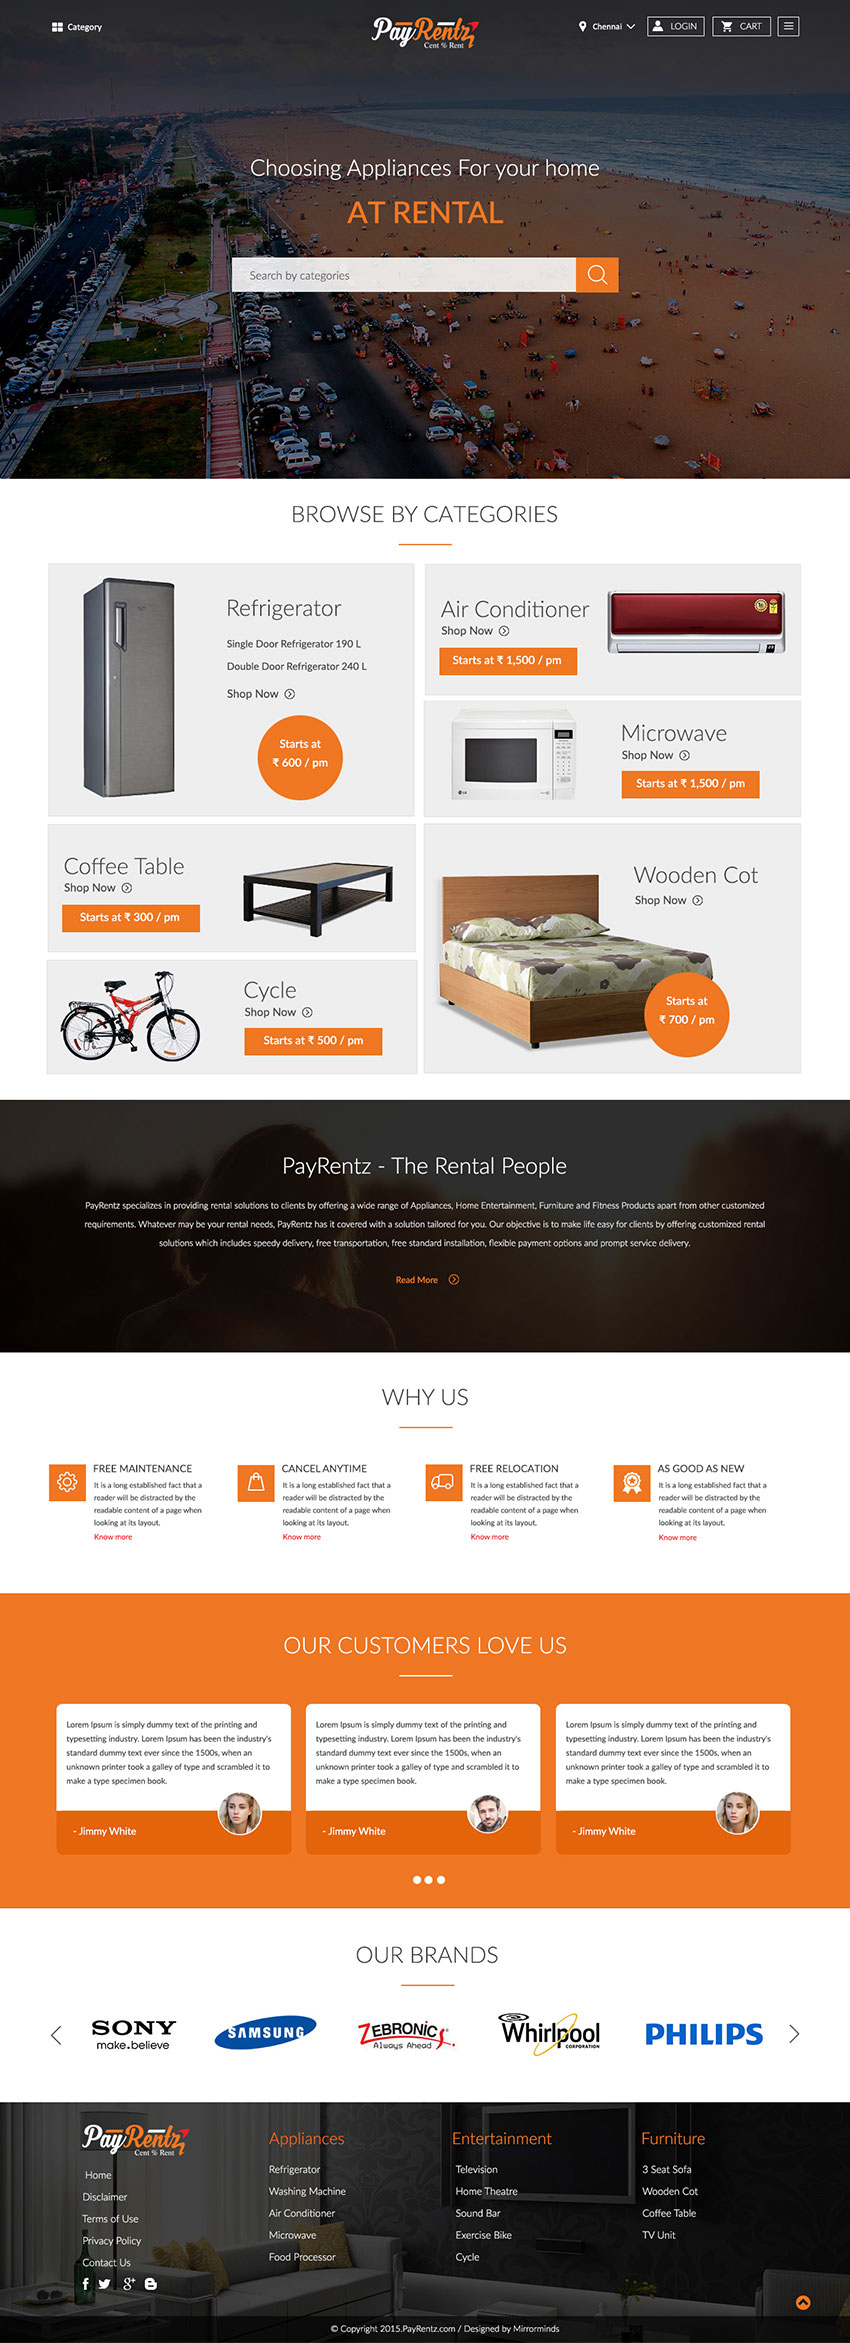 Category
PayRentz
Cent % Rent
Chennai
LOGIN
CART
Choosing Appliances For your home
AT RENTAL
Search by categories
BROWSE BY CATEGORIES
Refrigerator
Single Door Refrigerator 190 L
Double Door Refrigerator 240 L
Shop Now
Starts at
₹ 600 / pm
Air Conditioner
Shop Now
Starts at ₹ 1,500 / pm
Microwave
Shop Now
Starts at ₹ 1,500 / pm
LG
Coffee Table
Shop Now
Starts at ₹ 300 / pm
Wooden Cot
Shop Now
Starts at
₹ 700 / pm
Cycle
Shop Now
Starts at ₹ 500 / pm
PayRentz - The Rental People
PayRentz specializes in providing rental solutions to clients by offering a wide range of Appliances, Home Entertainment, Furniture and Fitness Products apart from other customized
requirements. Whatever may be your rental needs, PayRentz has it covered with a solution tailored for you. Our objective is to make life easy for clients by offering customized rental
solutions which includes speedy delivery, free transportation, free standard installation, flexible payment options and prompt service delivery.
Read More
WHY US
FREE MAINTENANCE
It is a long established fact that a
reader will be distracted by the
readable content of a page when
looking at its layout.
Know more
CANCEL ANYTIME
It is a long established fact that a
reader will be distracted by the
readable content of a page when
looking at its layout.
Know more
FREE RELOCATION
It is a long established fact that a
reader will be distracted by the
readable content of a page when
looking at its layout.
Know more
AS GOOD AS NEW
It is a long established fact that a
reader will be distracted by the
readable content of a page when
looking at its layout.
Know more
OUR CUSTOMERS LOVE US
Lorem Ipsum is simply dummy text of the printing and
typesetting industry. Lorem Ipsum has been the industry's
standard dummy text ever since the 1500s, when an
unknown printer took a galley of type and scrambled it to
make a type specimen book.
- Jimmy White
Lorem Ipsum is simply dummy text of the printing and
typesetting industry. Lorem Ipsum has been the industry's
standard dummy text ever since the 1500s, when an
unknown printer took a galley of type and scrambled it to
make a type specimen book.
- Jimmy White
Lorem Ipsum is simply dummy text of the printing and
typesetting industry. Lorem Ipsum has been the industry's
standard dummy text ever since the 1500s, when an
unknown printer took a galley of type and scrambled it to
make a type specimen book.
- Jimmy White
OUR BRANDS
SONY
make.believe
SAMSUNG
ZEBRONICS
Always Ahead
Whirlpool
CORPORATION
PHILIPS
PayRentz
Cent % Rent
Home
Disclaimer
Terms of Use
Privacy Policy
Contact Us
Appliances
Refrigerator
Washing Machine
Air Conditioner
Microwave
Food Processor
Entertainment
Television
Home Theatre
Sound Bar
Exercise Bike
Cycle
Furniture
3 Seat Sofa
Wooden Cot
Coffee Table
TV Unit
© Copyright 2015.PayRentz.com / Designed by Mirrorminds